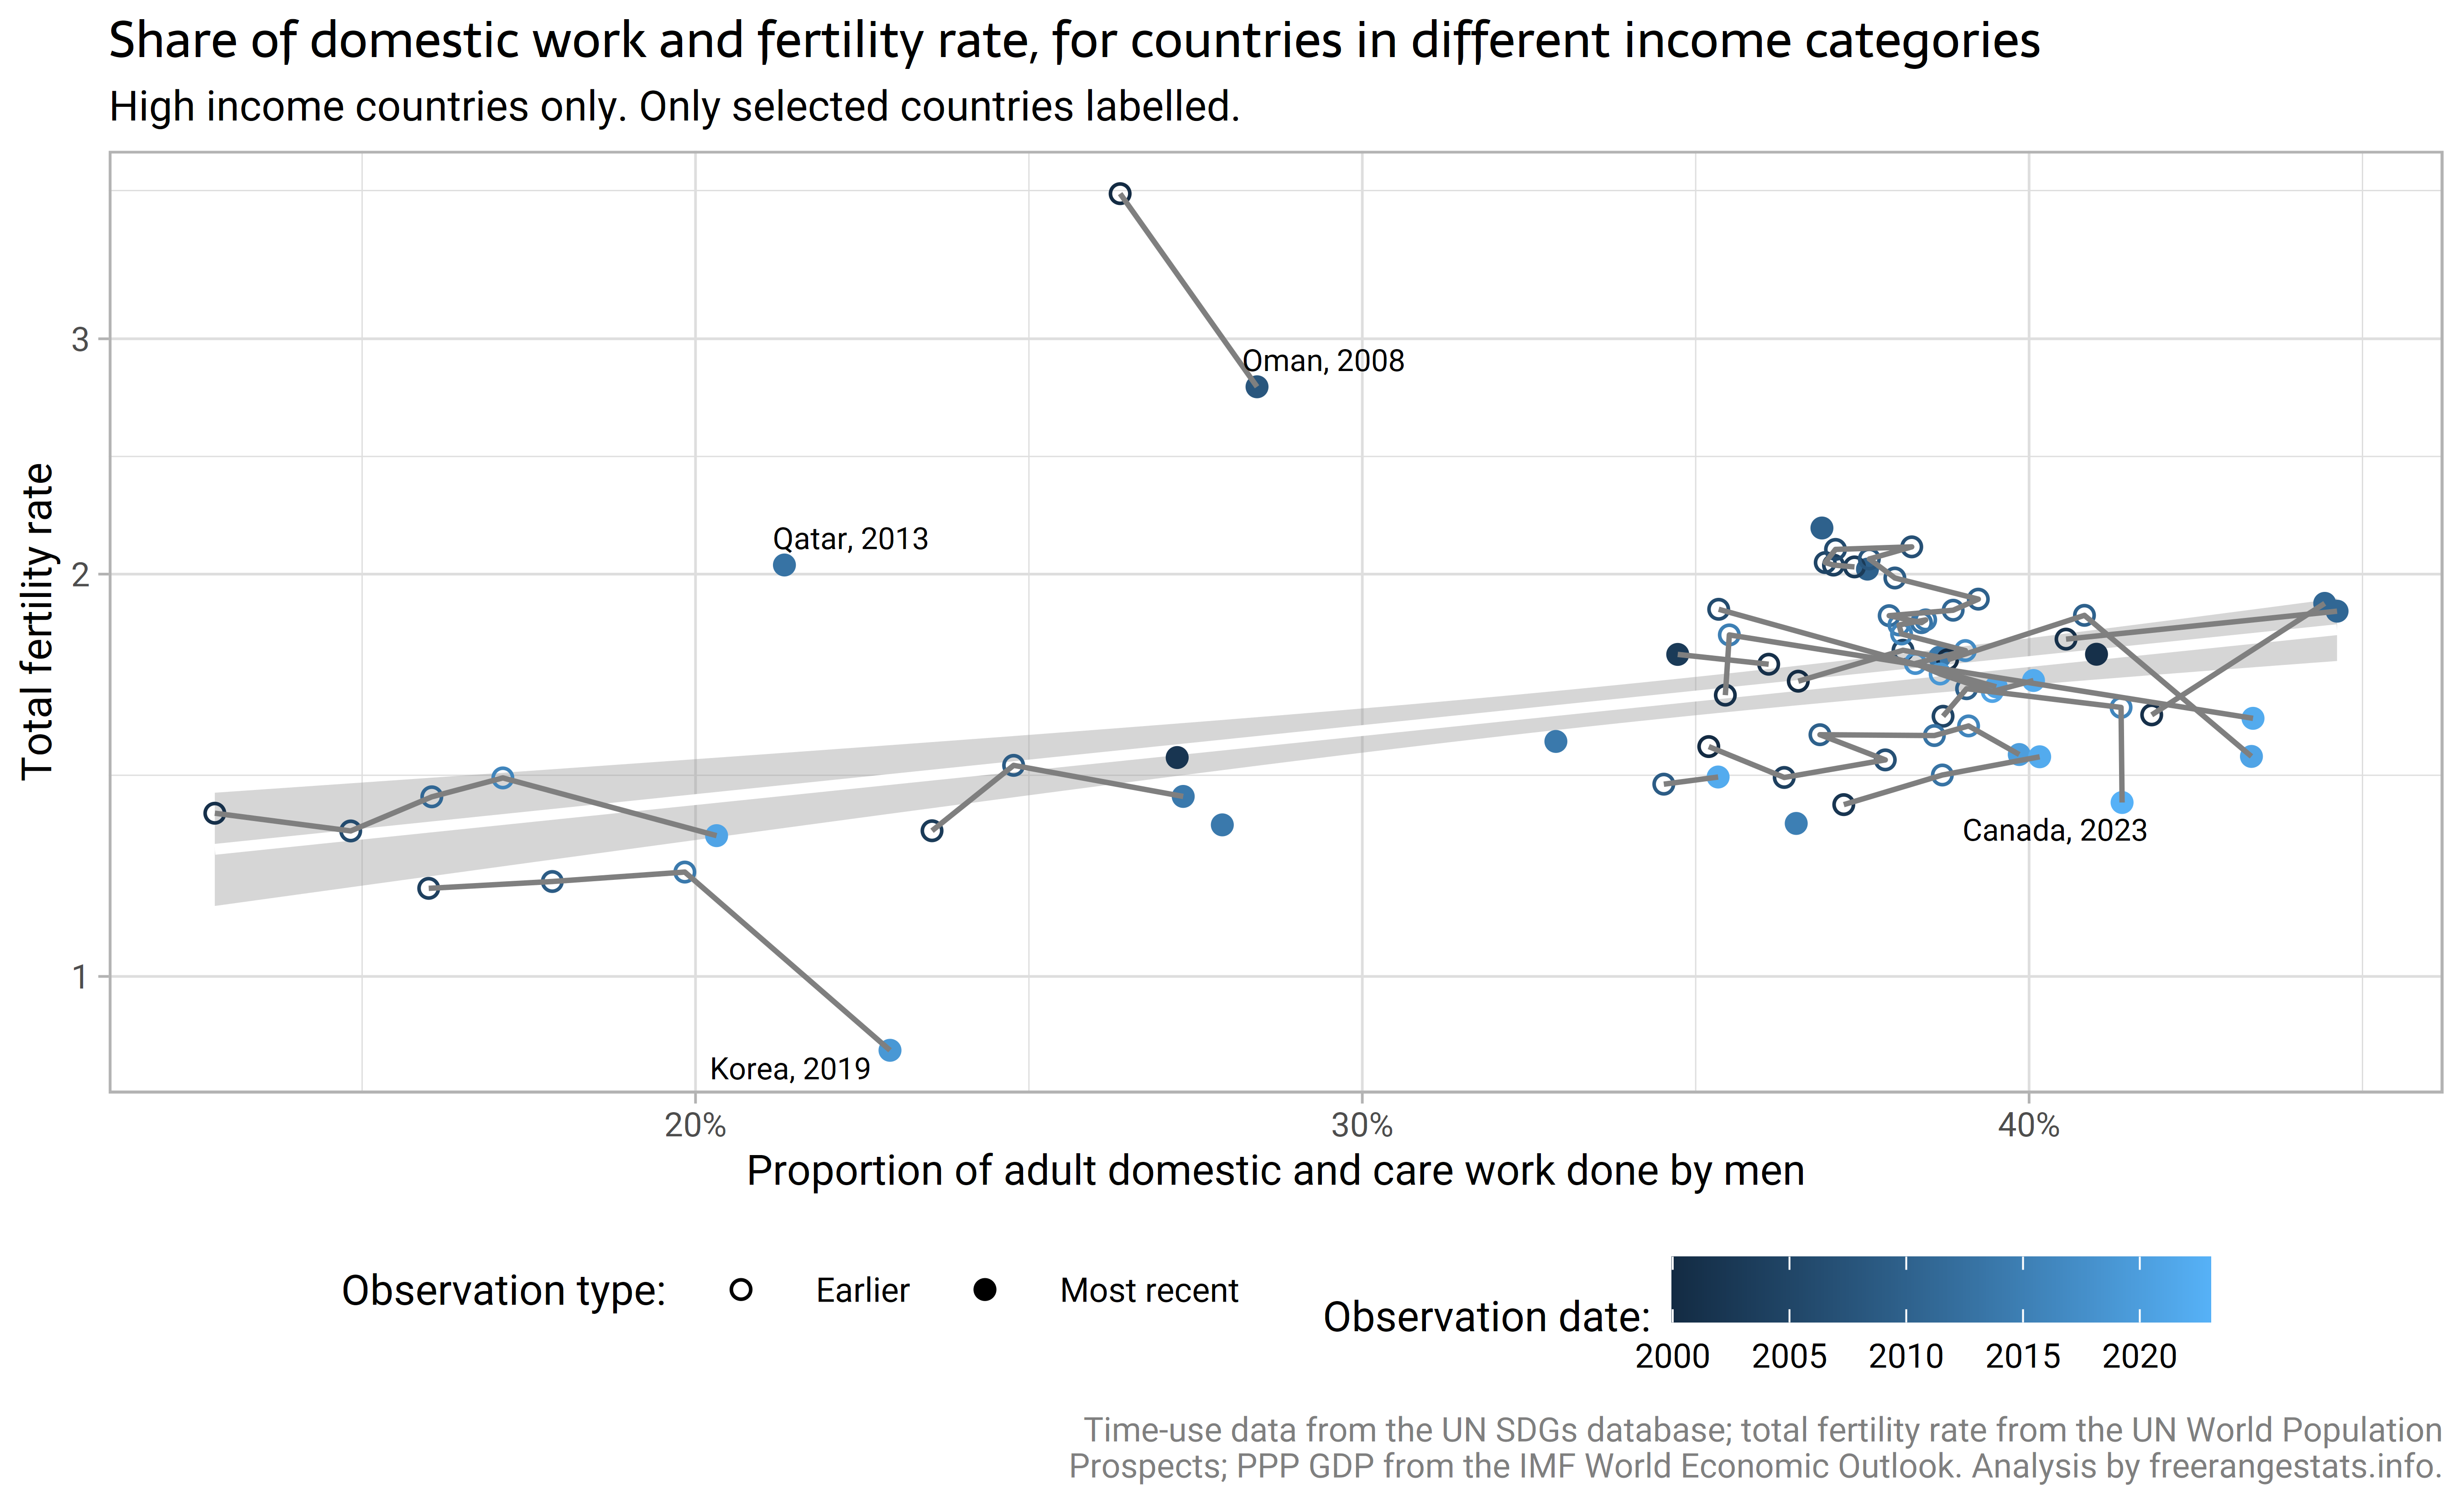 Share of domestic work and fertility rate, for countries in different income categories
High income countries only. Only selected countries labelled.
Total fertility rate
3
2
1
Oman, 2008
Qatar, 2013
Canada, 2023
Korea, 2019
20%
30%
40%
Proportion of adult domestic and care work done by men
Observation type:
Earlier
Most recent
Observation date:
2000
2005
2010
2015
2020
Time-use data from the UN SDGs database; total fertility rate from the UN World Population
Prospects; PPP GDP from the IMF World Economic Outlook. Analysis by freerangestats.info.